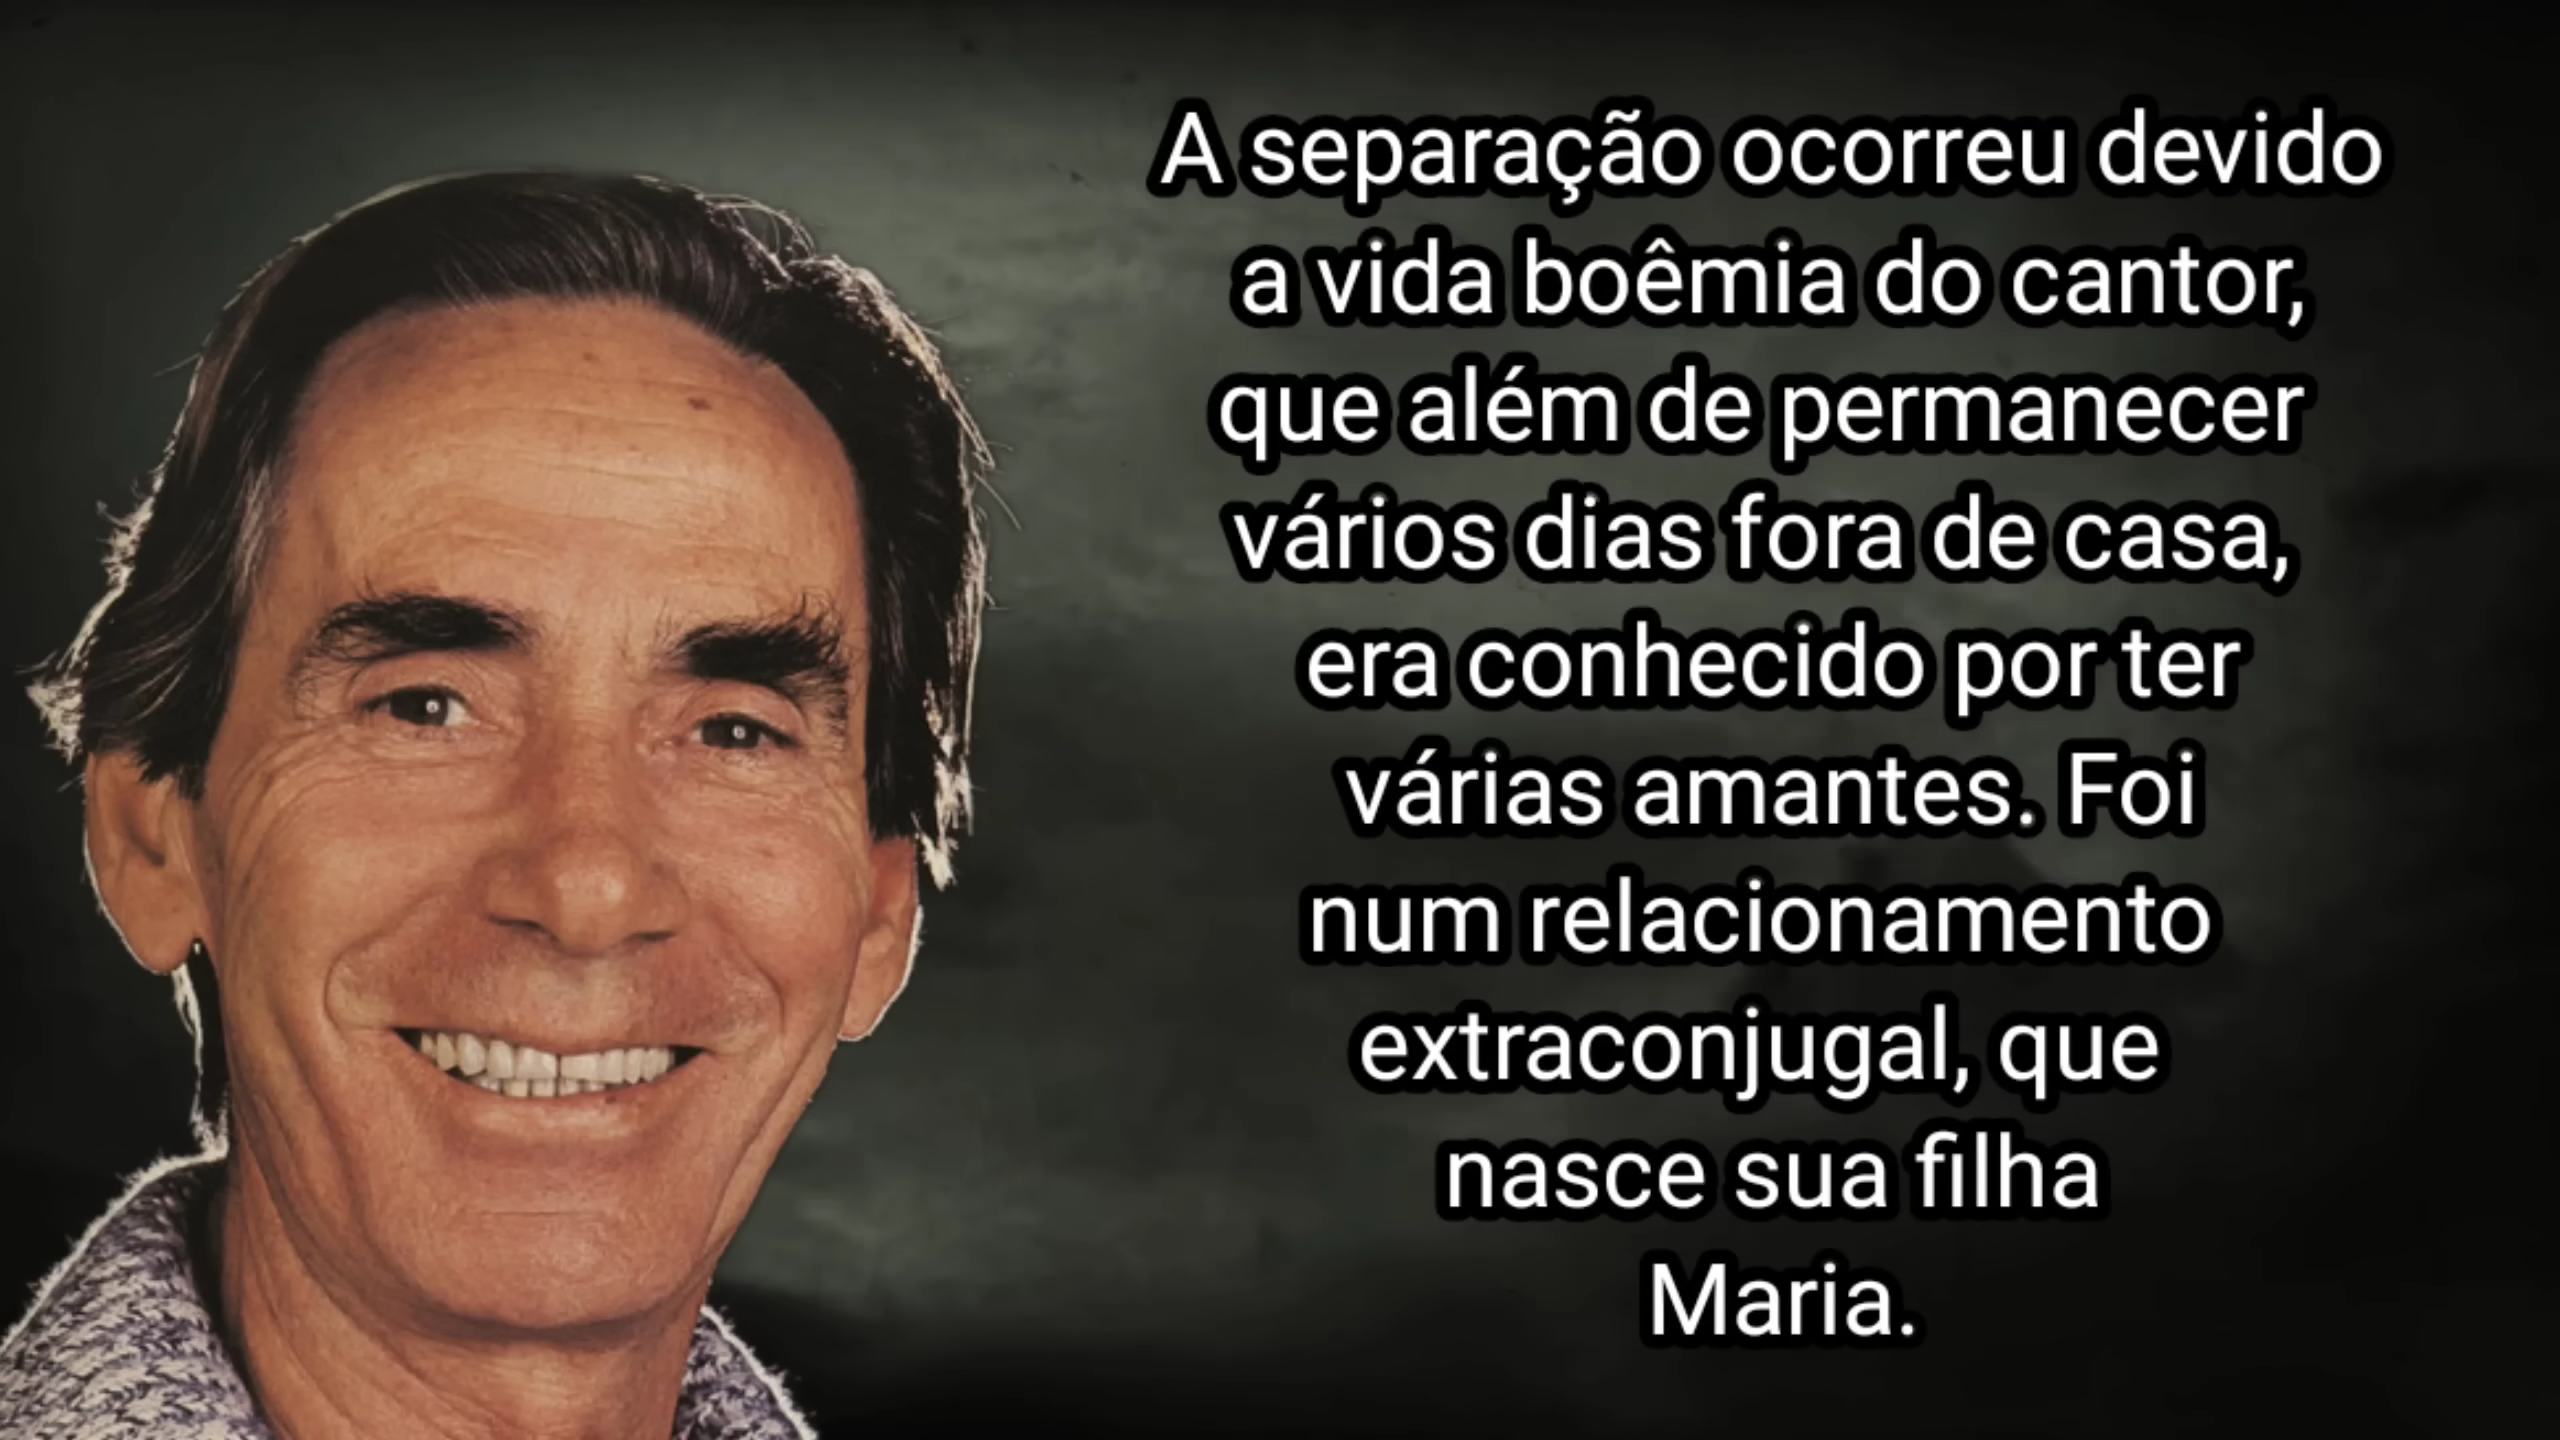 A separação ocorreu devido
a vida boêmia do cantor,
que além de permanecer
vários dias fora de casa,
era conhecido por ter
várias amantes. Foi
num relacionamento
extraconjugal, que
nasce sua filha
Maria.